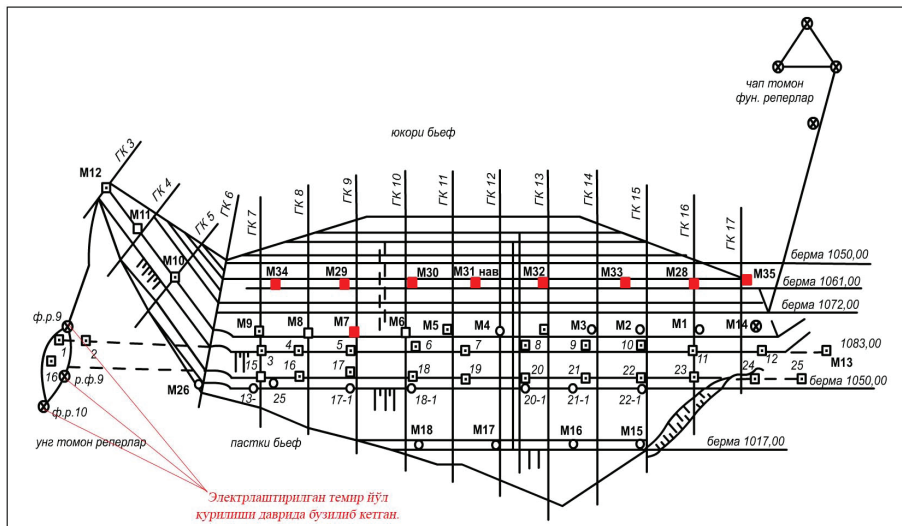 чап томон
фун. реперлар
юкори бьеф
ГК 3
М12
ГК 4
М11
ГК 5
ГК 6
М10
ГК 7
ГК 8
ГК 9
ГК 10
ГК 11
ГК 12
ГК 13
ГК 14
ГК 15
ГК 16
ГК 17
берма 1050,00
М34
М29
М30
М31 нав
М32
М33
М28
М35
берма 1061,00
берма 1072,00
ф.р.9
М9
М8
М7
М6
М5
М4
М3
М2
М1
М14
1083,00
1
2
15
3
4
5
6
7
8
9
10
11
12
М13
16
р.ф.9
16
17
18
19
20
21
22
23
24
25
берма 1050,00
М26
13-
25
17-1
18-1
20-1
21-1
22-1
ф.р.10
унг томон реперлар
пастки бьеф
М18
М17
М16
М15
берма 1017,00
Электрлаштирилган темир йўл
қурилиши даврида бузилиб кетган.